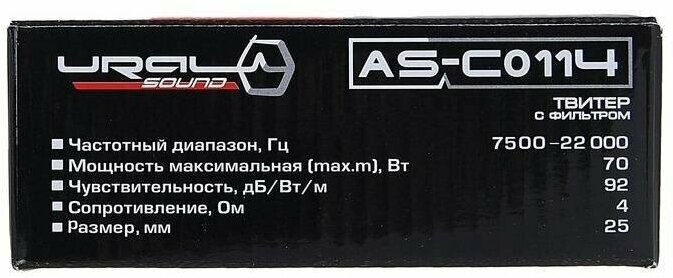 URAL
SOUND
AS-C0114
ТВИТЕР
С ФИЛЬТРОМ
Частотный диапазон, Гц 7500-22 000
Мощность максимальная (max.m), Вт 70
Чувствительность, дБ/Вт/м 92
Сопротивление, Ом 4
Размер, мм 25